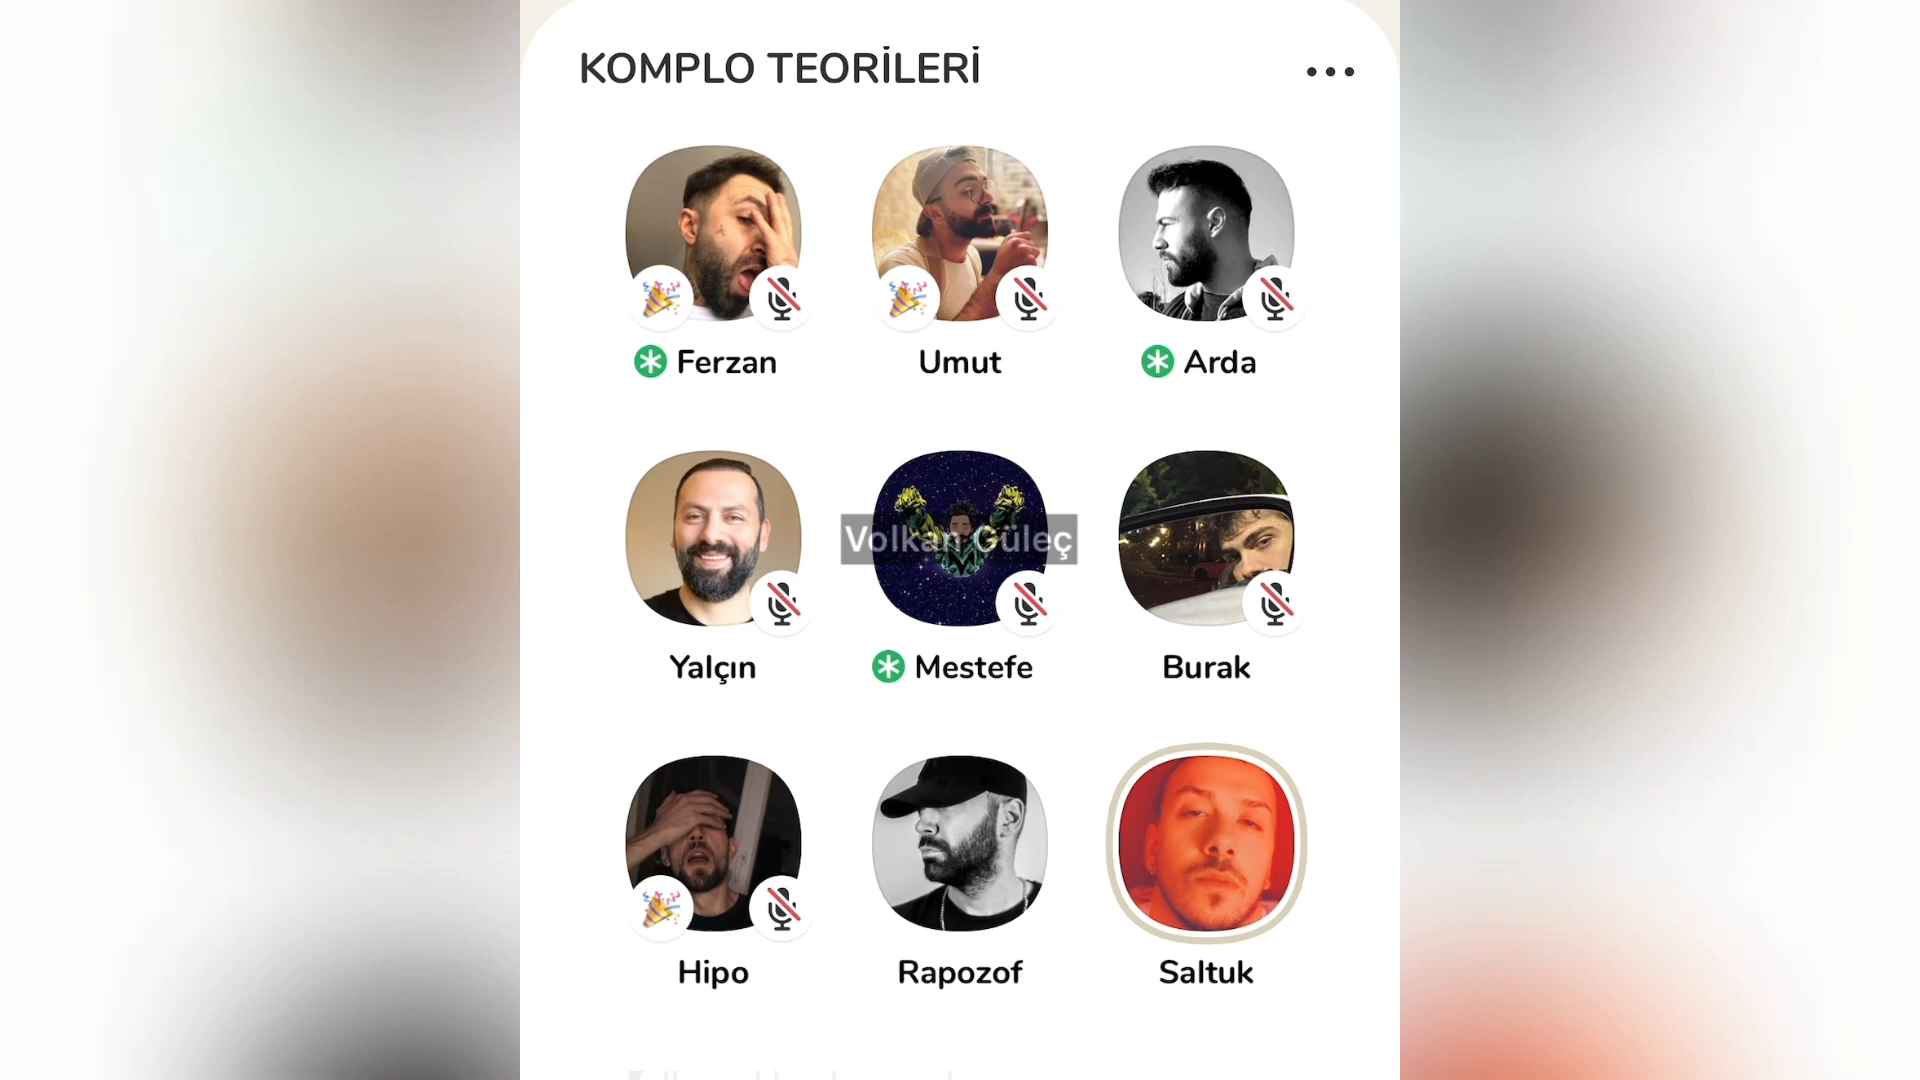 KOMPLO TEORİLERİ
Ferzan
Umut
Arda
Volkan Güleç
Yalçın
Mestefe
Burak
Hipo
Rapozof
Saltuk